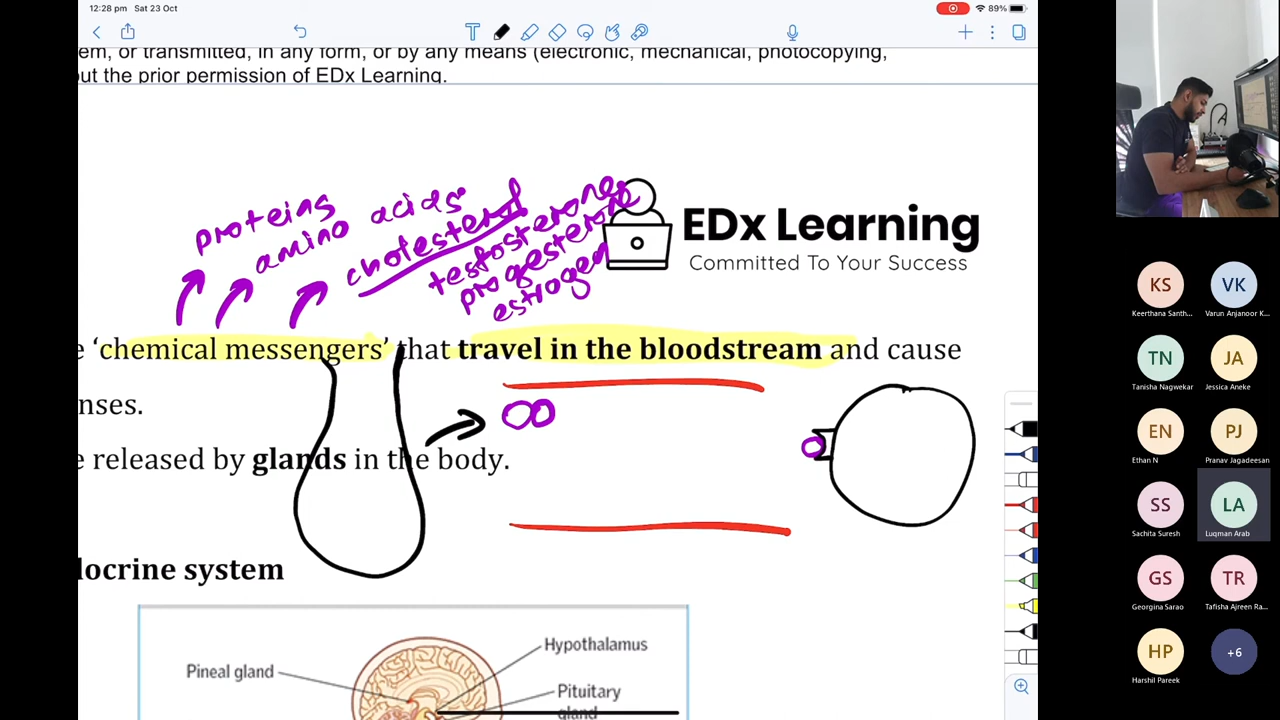 12:28 pm Sat 23 Oct
89%
em, or transmitted, in any form, or by any means (electronic, mechanical, photocopying,
out the prior permission of EDx Learning.
proteins
amino acids
cholesterol
testosterone
progesterone
estrogen
EDx Learning
Committed To Your Success
e ‘chemical messengers’ that travel in the bloodstream and cause
nses.
e released by glands in the body.
docrine system
Hypothalamus
Pineal gland
Pituitary
gland
KS
Keerthana Santh...
VK
Varun Anjanoor K...
TN
Tanisha Nagwekar
JA
Jessica Aneke
EN
Ethan N
PJ
Pranav Jagadeesan
SS
Sachita Suresh
LA
Luqman Arab
GS
Georgina Sarao
TR
Tafisha Ajreen Ra...
HP
Harshil Pareek
+6